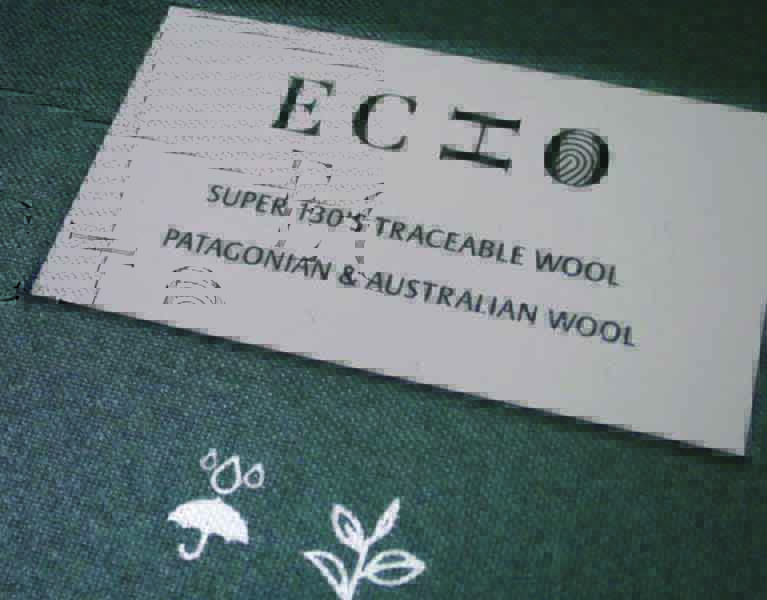 ECHO
SUPER 130'S TRACEABLE WOOL
PATAGONIAN & AUSTRALIAN WOOL